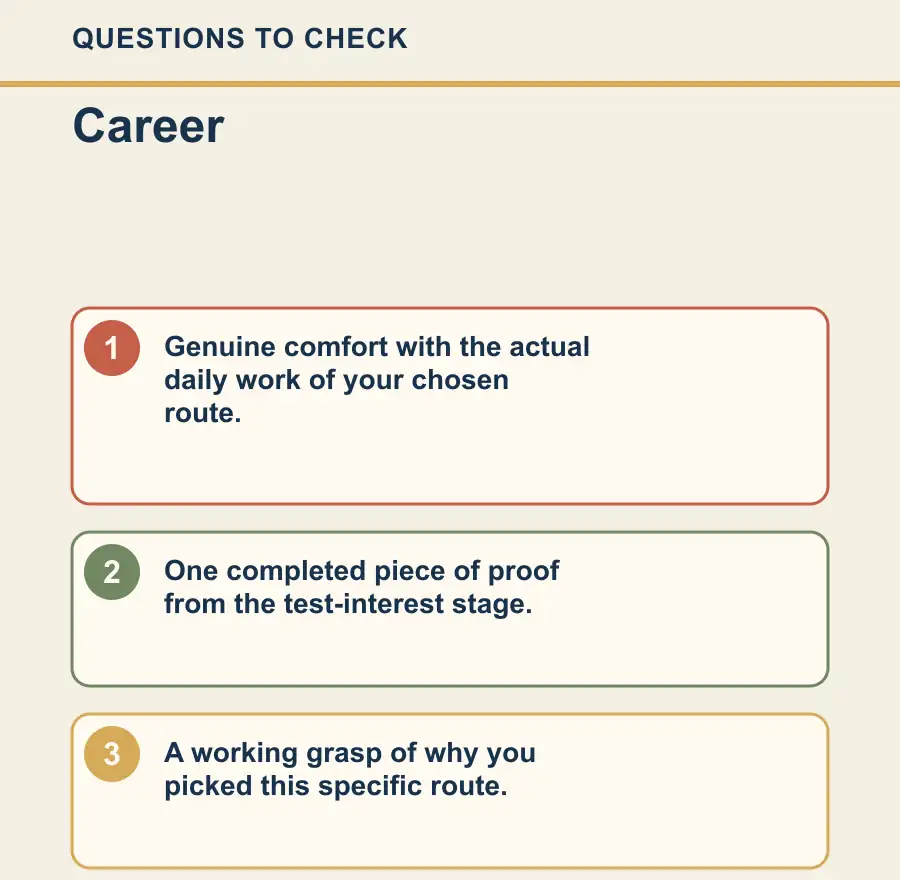 QUESTIONS TO CHECK
Career
1
Genuine comfort with the actual
daily work of your chosen
route.
2
One completed piece of proof
from the test-interest stage.
3
A working grasp of why you
picked this specific route.